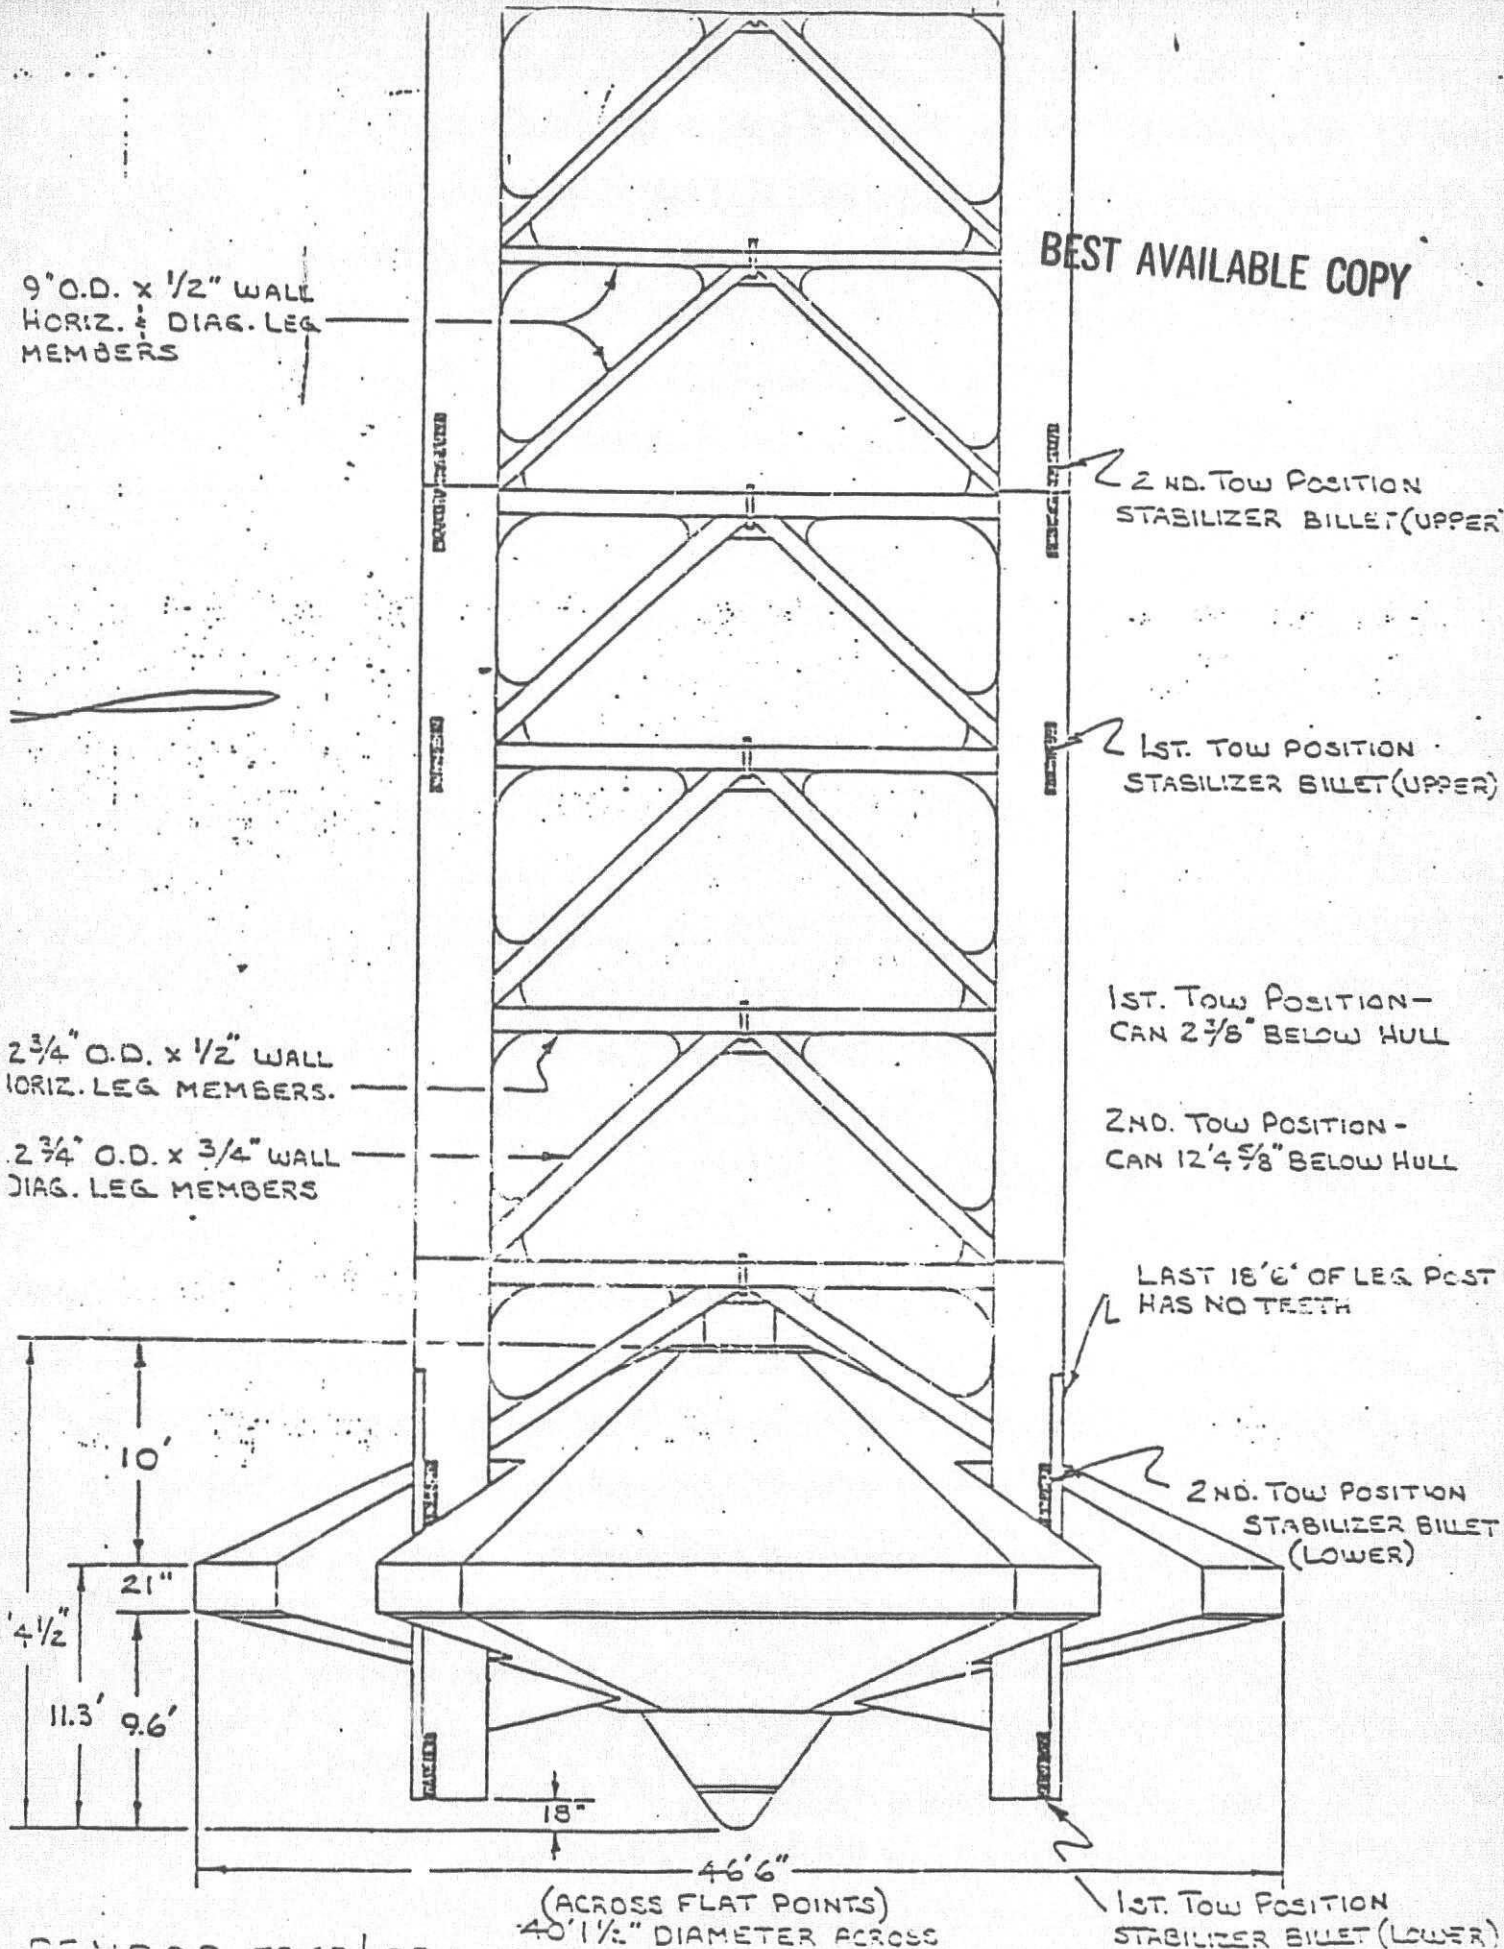 BEST AVAILABLE COPY
9" O.D. x 1/2" WALL
HORIZ. & DIAG. LEG
MEMBERS
2 ND. TOW POSITION
STABILIZER BILLET (UPPER)
1ST. TOW POSITION
STABILIZER BILLET (UPPER)
1ST. TOW POSITION-
CAN 2 3/8" BELOW HULL
2 3/4" O.D. x 1/2" WALL
HORIZ. LEG MEMBERS.
2ND. TOW POSITION-
CAN 12'4 5/8" BELOW HULL
2 3/4" O.D. x 3/4" WALL
DIAG. LEG MEMBERS
LAST 18'6" OF LEG POST
HAS NO TEETH
10'
2 ND. TOW POSITION
STABILIZER BILLET
(LOWER)
21"
'4 1/2"
11.3'
9.6'
18"
46'6"
(ACROSS FLAT POINTS)
40'1 1/2" DIAMETER ACROSS
1ST. TOW POSITION
STABILIZER BILLET (LOWER)